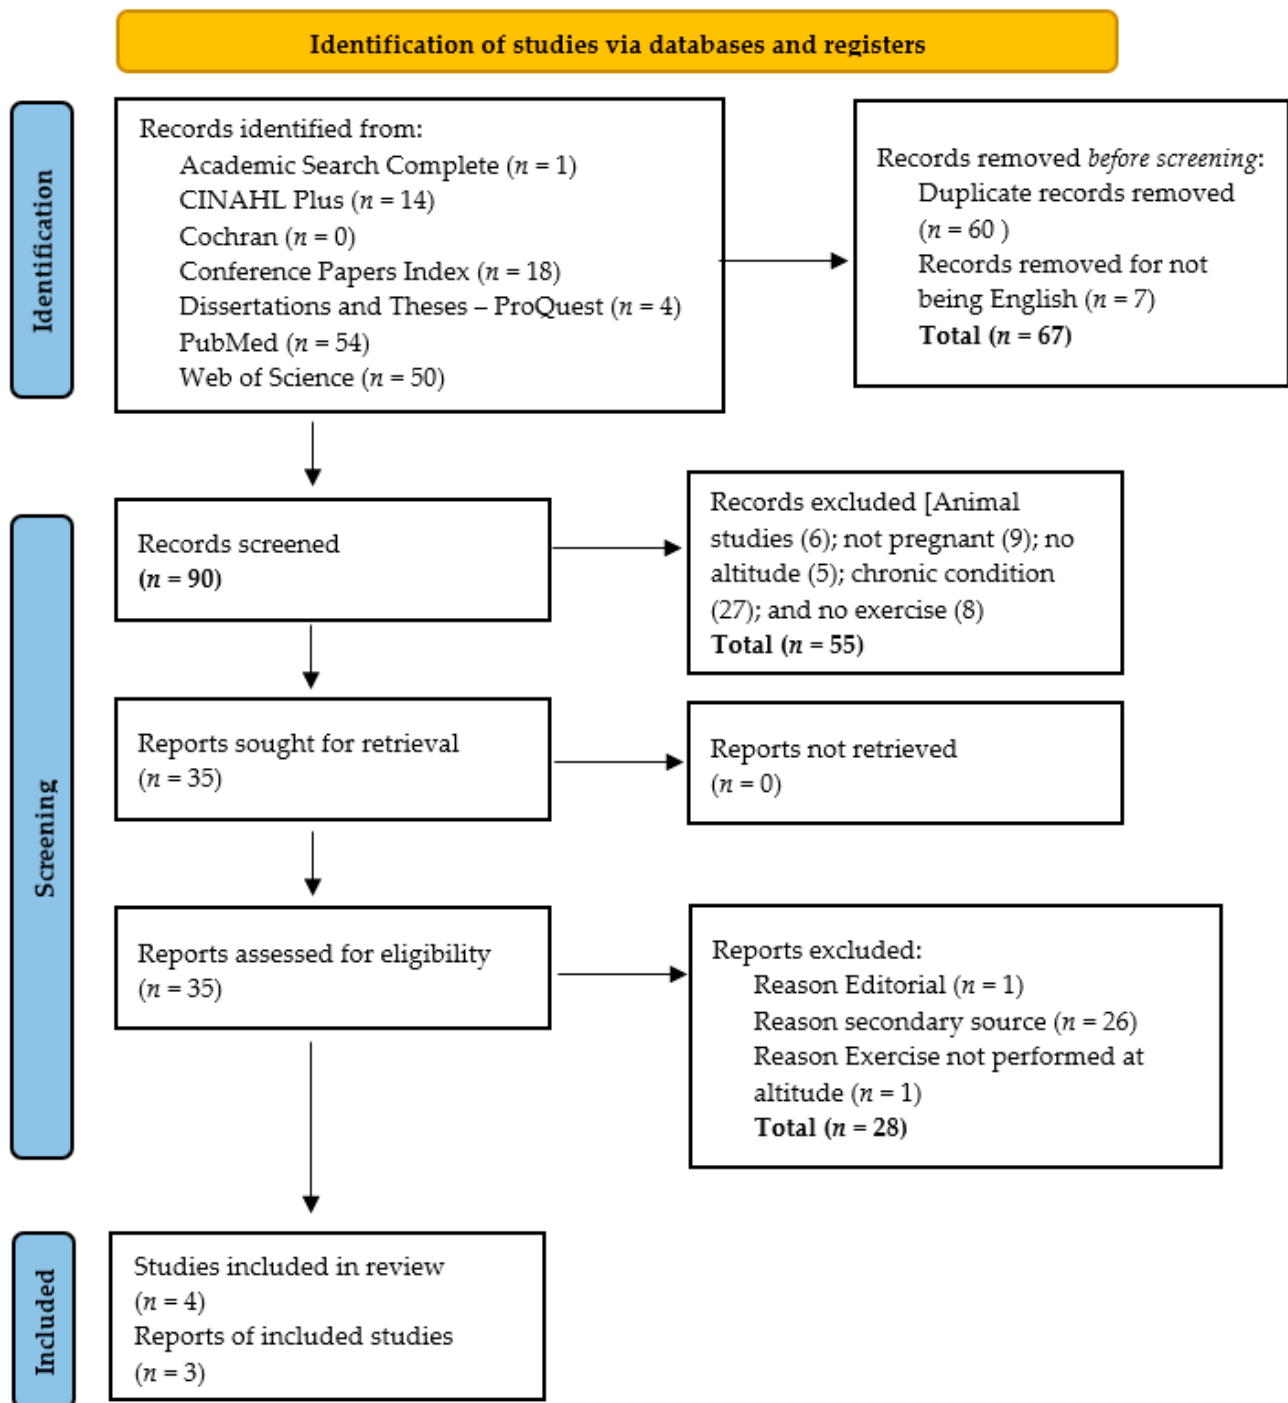 Identification of studies via databases and registers
Identification
Records identified from:
Academic Search Complete (n = 1)
CINAHL Plus (n = 14)
Cochran (n = 0)
Conference Papers Index (n = 18)
Dissertations and Theses – ProQuest (n = 4)
PubMed (n = 54)
Web of Science (n = 50)
Records removed before screening:
Duplicate records removed
(n = 60 )
Records removed for not
being English (n = 7)
Total (n = 67)
Screening
Records screened
(n = 90)
Records excluded [Animal
studies (6); not pregnant (9); no
altitude (5); chronic condition
(27); and no exercise (8)
Total (n = 55)
Reports sought for retrieval
(n = 35)
Reports not retrieved
(n = 0)
Reports assessed for eligibility
(n = 35)
Reports excluded:
Reason Editorial (n = 1)
Reason secondary source (n = 26)
Reason Exercise not performed at
altitude (n = 1)
Total (n = 28)
Included
Studies included in review
(n = 4)
Reports of included studies
(n = 3)